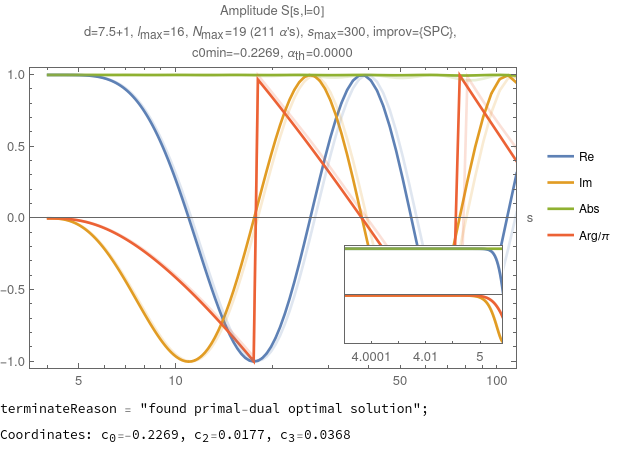 Amplitude S[s,l=0]
d=7.5+1, lmax=16, Nmax=19 (211 α's), smax=300, improv={SPC},
c0min=-0.2269, αth=0.0000
1.0
0.5
0.0
-0.5
-1.0
s
5
10
50
100
4.0001
4.01
5
Re
Im
Abs
Arg/π
terminateReason = "found primal-dual optimal solution";
Coordinates: c0=-0.2269, c2=0.0177, c3=0.0368